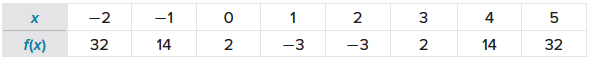 x −2 −1 0 1 2 3 4 5
f(x) 32 14 2 −3 −3 2 14 32